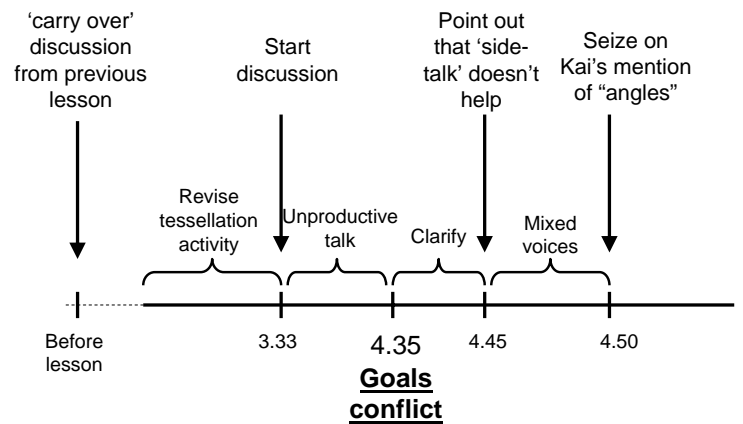 ‘carry over’
discussion
from previous
lesson
Start
discussion
Point out
that ‘side-
talk’ doesn’t
help
Seize on
Kai’s mention
of “angles”
Revise
tessellation
activity
Unproductive
talk
Clarify
Mixed
voices
Before
lesson
3.33
4.35
Goals
conflict
4.45
4.50